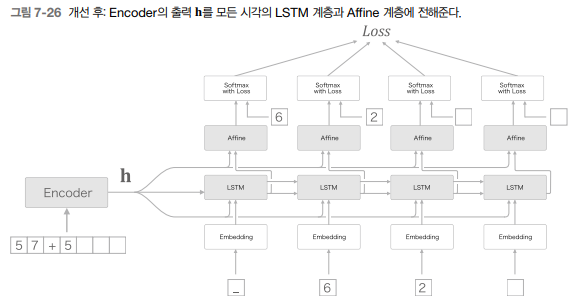 그림 7-26 개선 후: Encoder의 출력 h를 모든 시각의 LSTM 계층과 Affine 계층에 전해준다.
Loss
Softmax with Loss Softmax with Loss Softmax with Loss Softmax with Loss
6 2
Affine Affine Affine Affine
h
Encoder LSTM LSTM LSTM LSTM
5 7 + 5
Embedding Embedding Embedding Embedding
_ 6 2